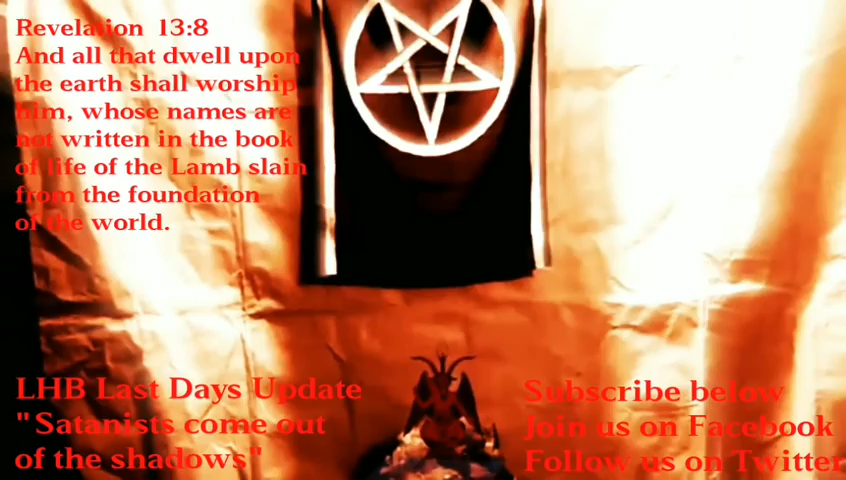 Revelation 13:8
And all that dwell upon
the earth shall worship
him, whose names are
not written in the book
of life of the Lamb slain
from the foundation
of the world.
LHB Last Days Update
"Satanists come out
of the shadows"
Subscribe below
Join us on Facebook
Follow us on Twitter